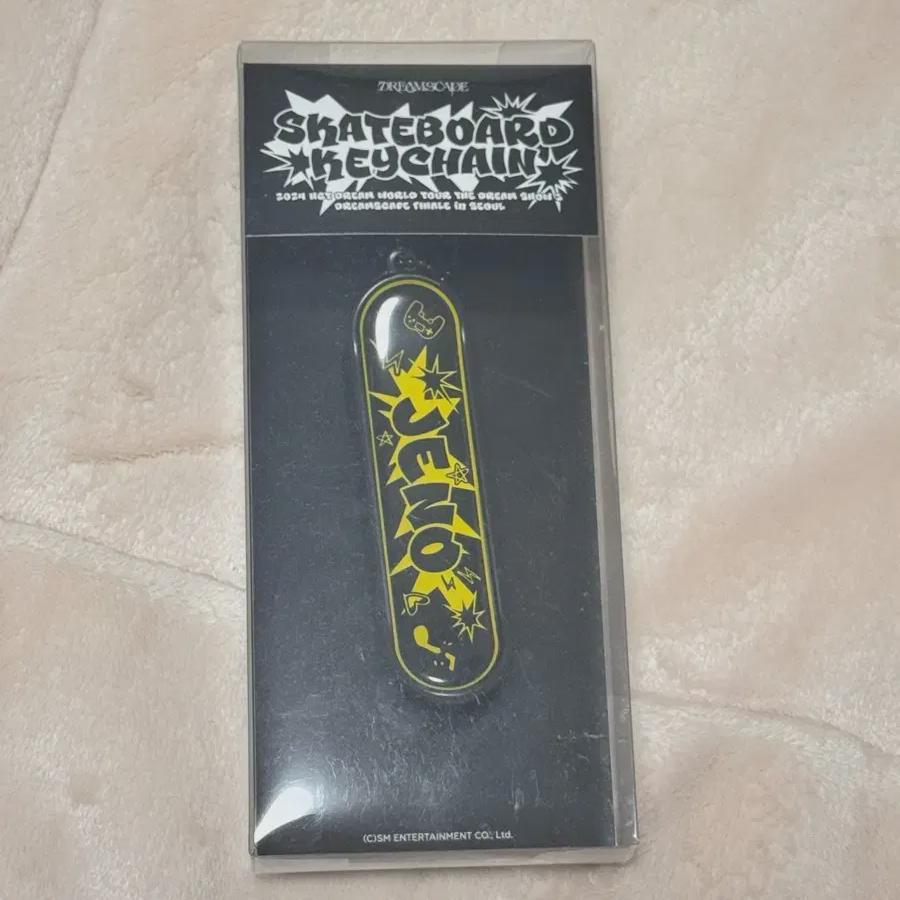 7DREAMSCAPE
SKATEBOARD
KEYCHAIN
2024 NCT DREAM WORLD TOUR THE DREAM SHOW 3
DREAMSCAPE FINALE in SEOUL
JENO
(C)SM ENTERTAINMENT CO., Ltd.